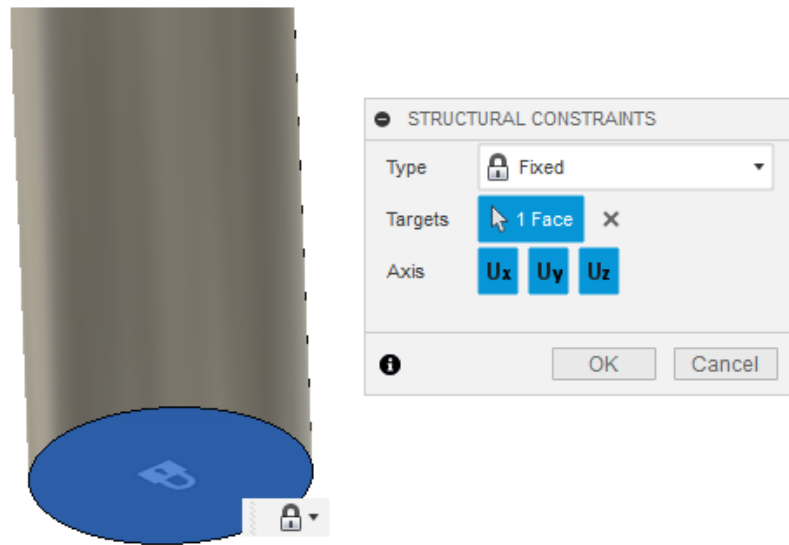 STRUCTURAL CONSTRAINTS
Type Fixed
Targets 1 Face
Axis Ux Uy Uz
OK Cancel